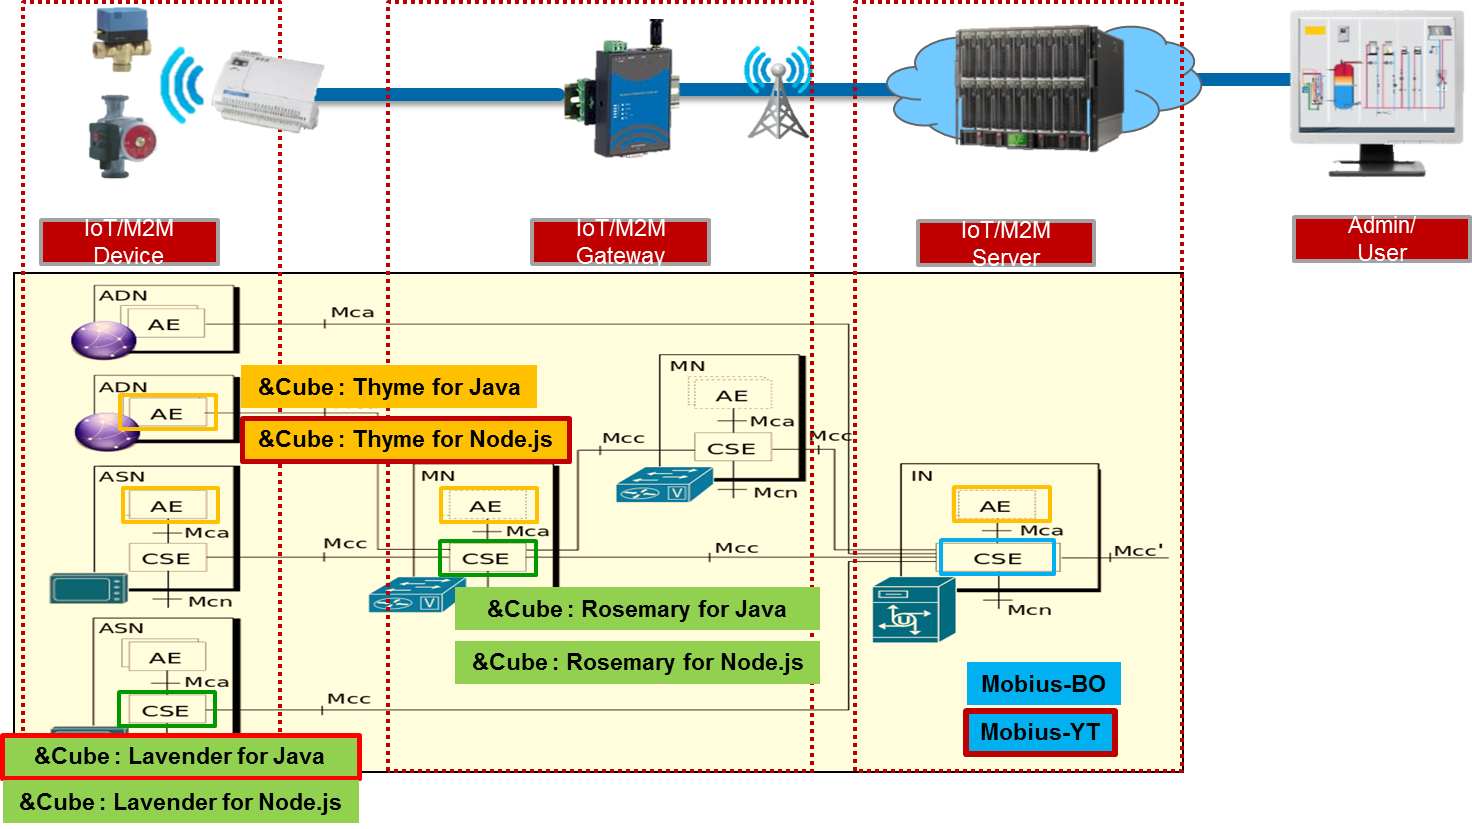 IoT/M2M
Device
IoT/M2M
Gateway
IoT/M2M
Server
Admin/
User
ADN
AE
Mca
ADN
AE
&Cube : Thyme for Java
&Cube : Thyme for Node.js
MN
AE
Mca
CSE
Mcc
Mcc
Mcn
ASN
AE
Mca
CSE
Mcn
Mcc
MN
AE
Mca
CSE
V
V
Mcc
IN
AE
Mca
CSE
Mcc'
Mcn
U
&Cube : Rosemary for Java
&Cube : Rosemary for Node.js
ASN
AE
Mca
CSE
Mcc
Mobius-BO
Mobius-YT
&Cube : Lavender for Java
&Cube : Lavender for Node.js